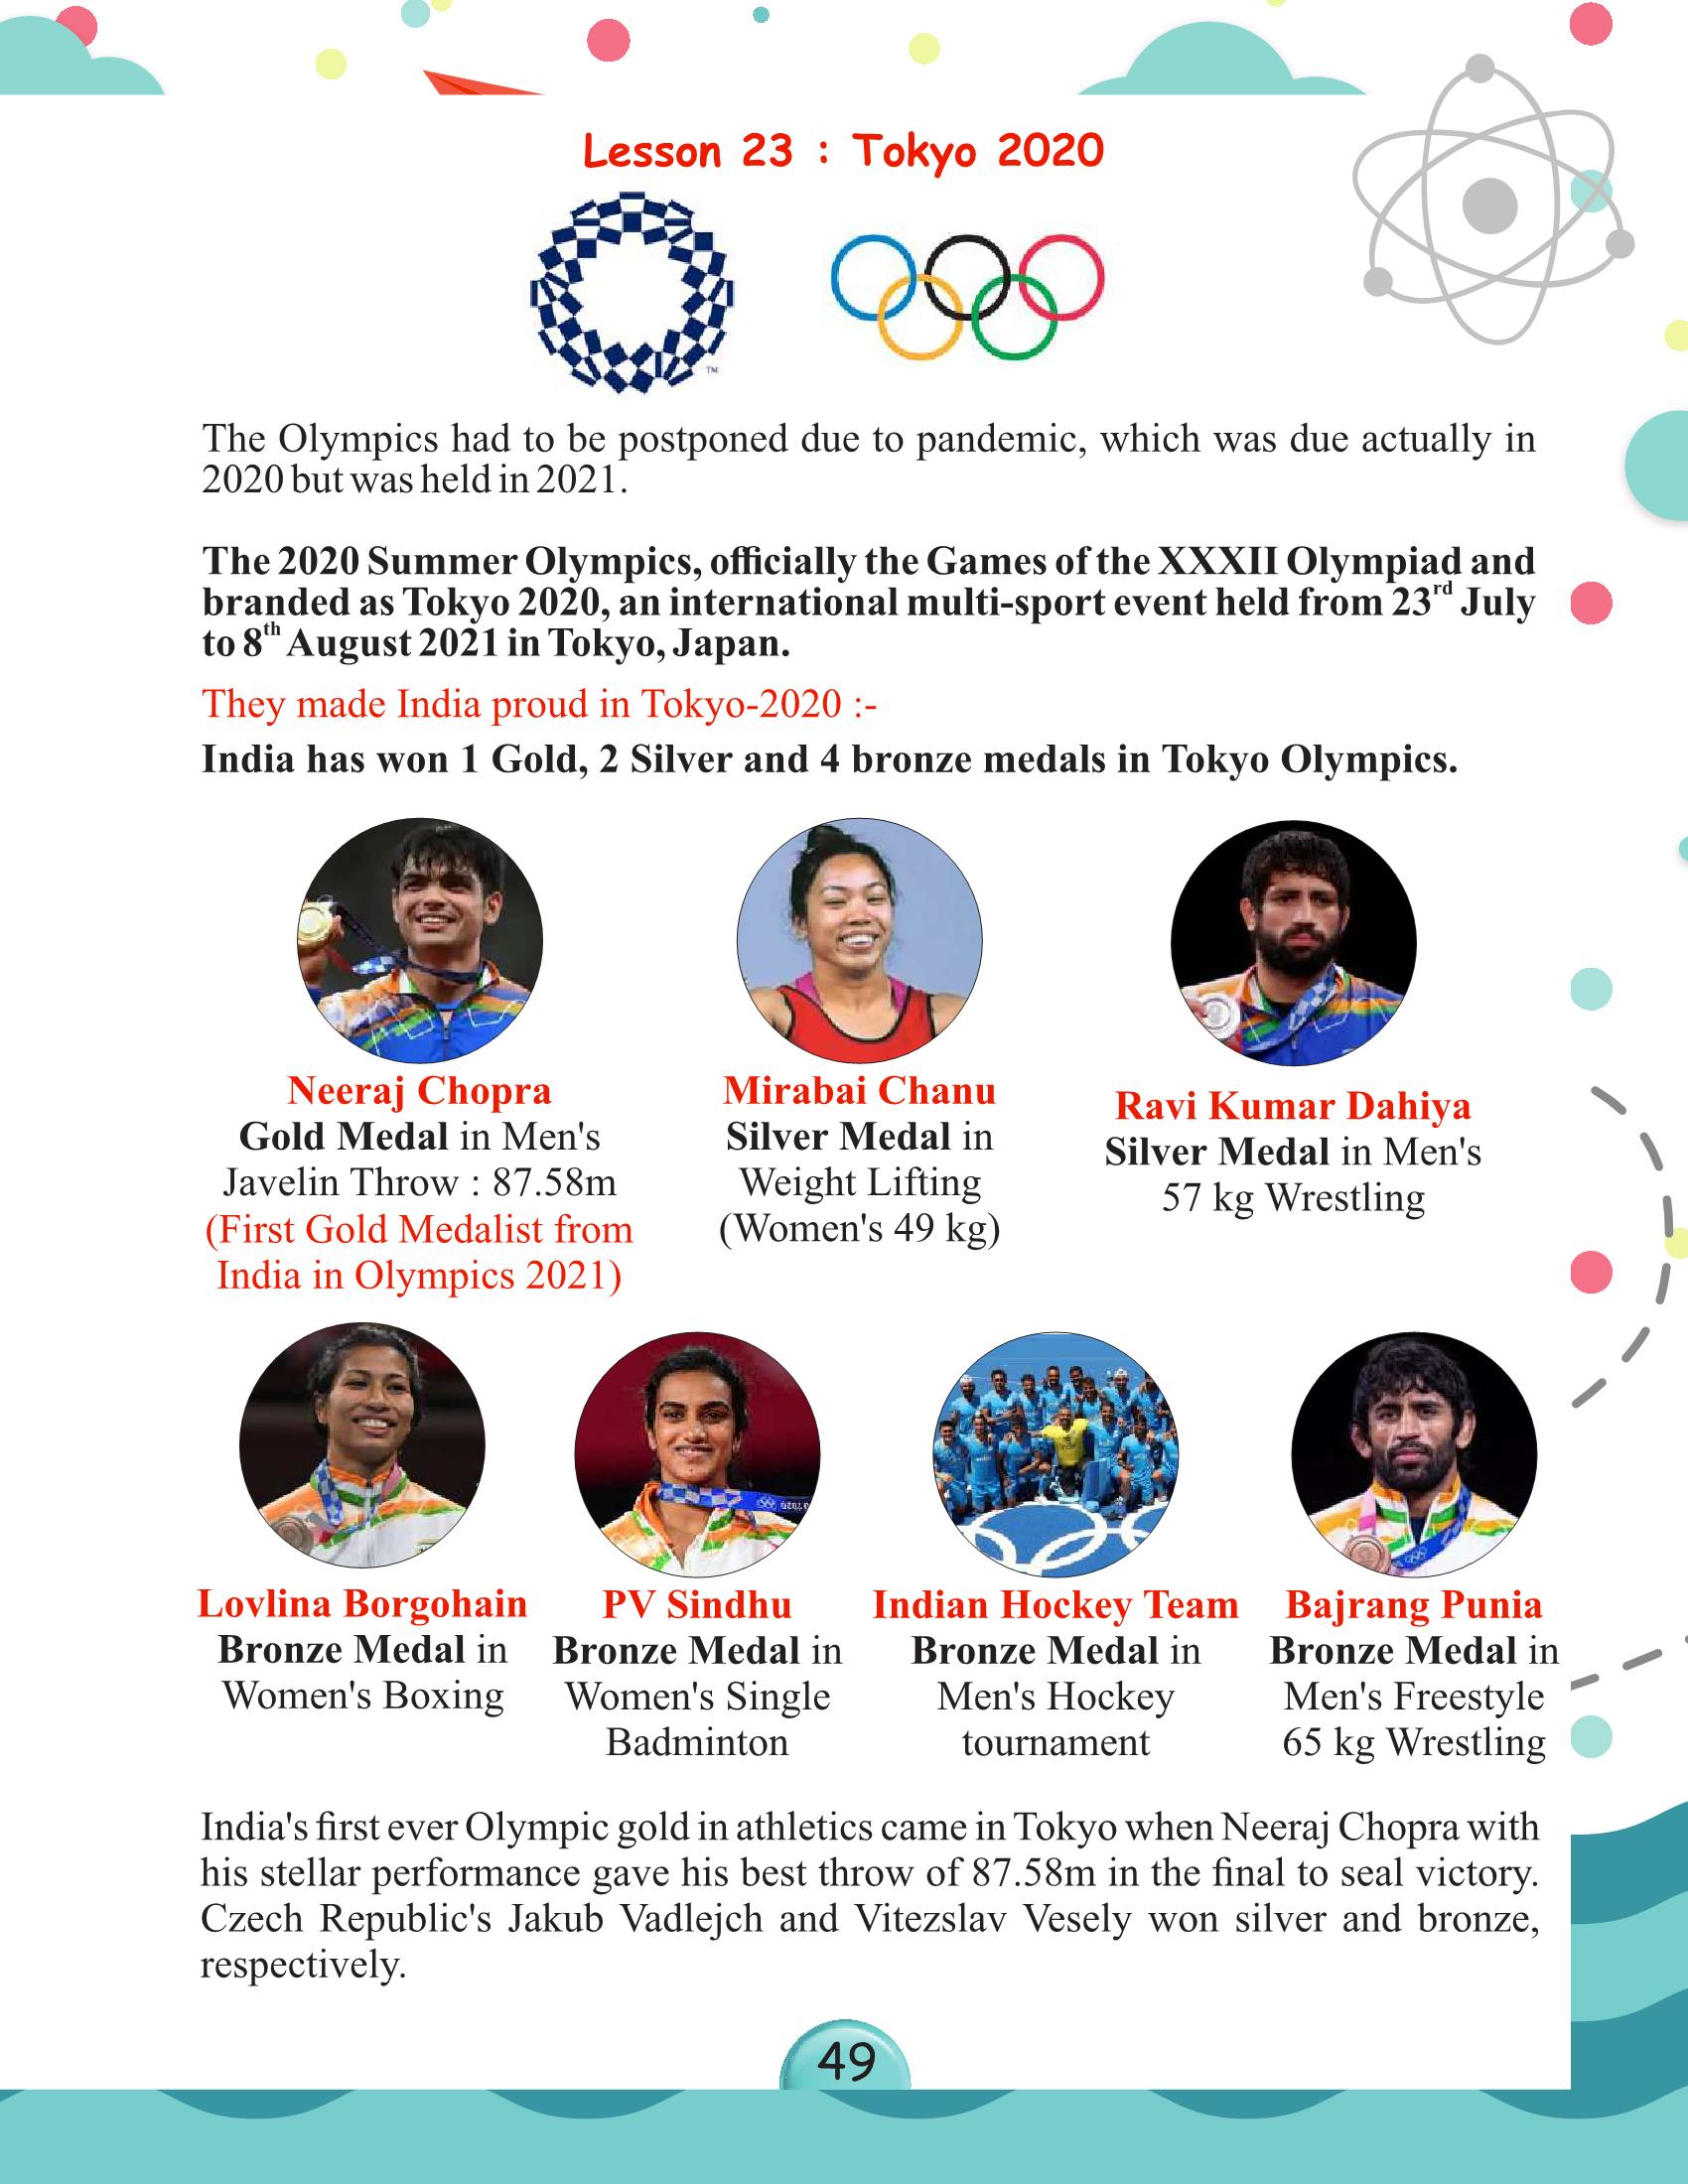 Lesson 23 : Tokyo 2020
TM
The Olympics had to be postponed due to pandemic, which was due actually in
2020 but was held in 2021.
The 2020 Summer Olympics, officially the Games of the XXXII Olympiad and
branded as Tokyo 2020, an international multi-sport event held from 23rd July
to 8th August 2021 in Tokyo, Japan.
They made India proud in Tokyo-2020 :-
India has won 1 Gold, 2 Silver and 4 bronze medals in Tokyo Olympics.
Neeraj Chopra
Gold Medal in Men's
Javelin Throw : 87.58m
(First Gold Medalist from
India in Olympics 2021)
Mirabai Chanu
Silver Medal in
Weight Lifting
(Women's 49 kg)
Ravi Kumar Dahiya
Silver Medal in Men's
57 kg Wrestling
Lovlina Borgohain
Bronze Medal in
Women's Boxing
PV Sindhu
Bronze Medal in
Women's Single
Badminton
Indian Hockey Team
Bronze Medal in
Men's Hockey
tournament
Bajrang Punia
Bronze Medal in
Men's Freestyle
65 kg Wrestling
India's first ever Olympic gold in athletics came in Tokyo when Neeraj Chopra with
his stellar performance gave his best throw of 87.58m in the final to seal victory.
Czech Republic's Jakub Vadlejch and Vitezslav Vesely won silver and bronze,
respectively.
49